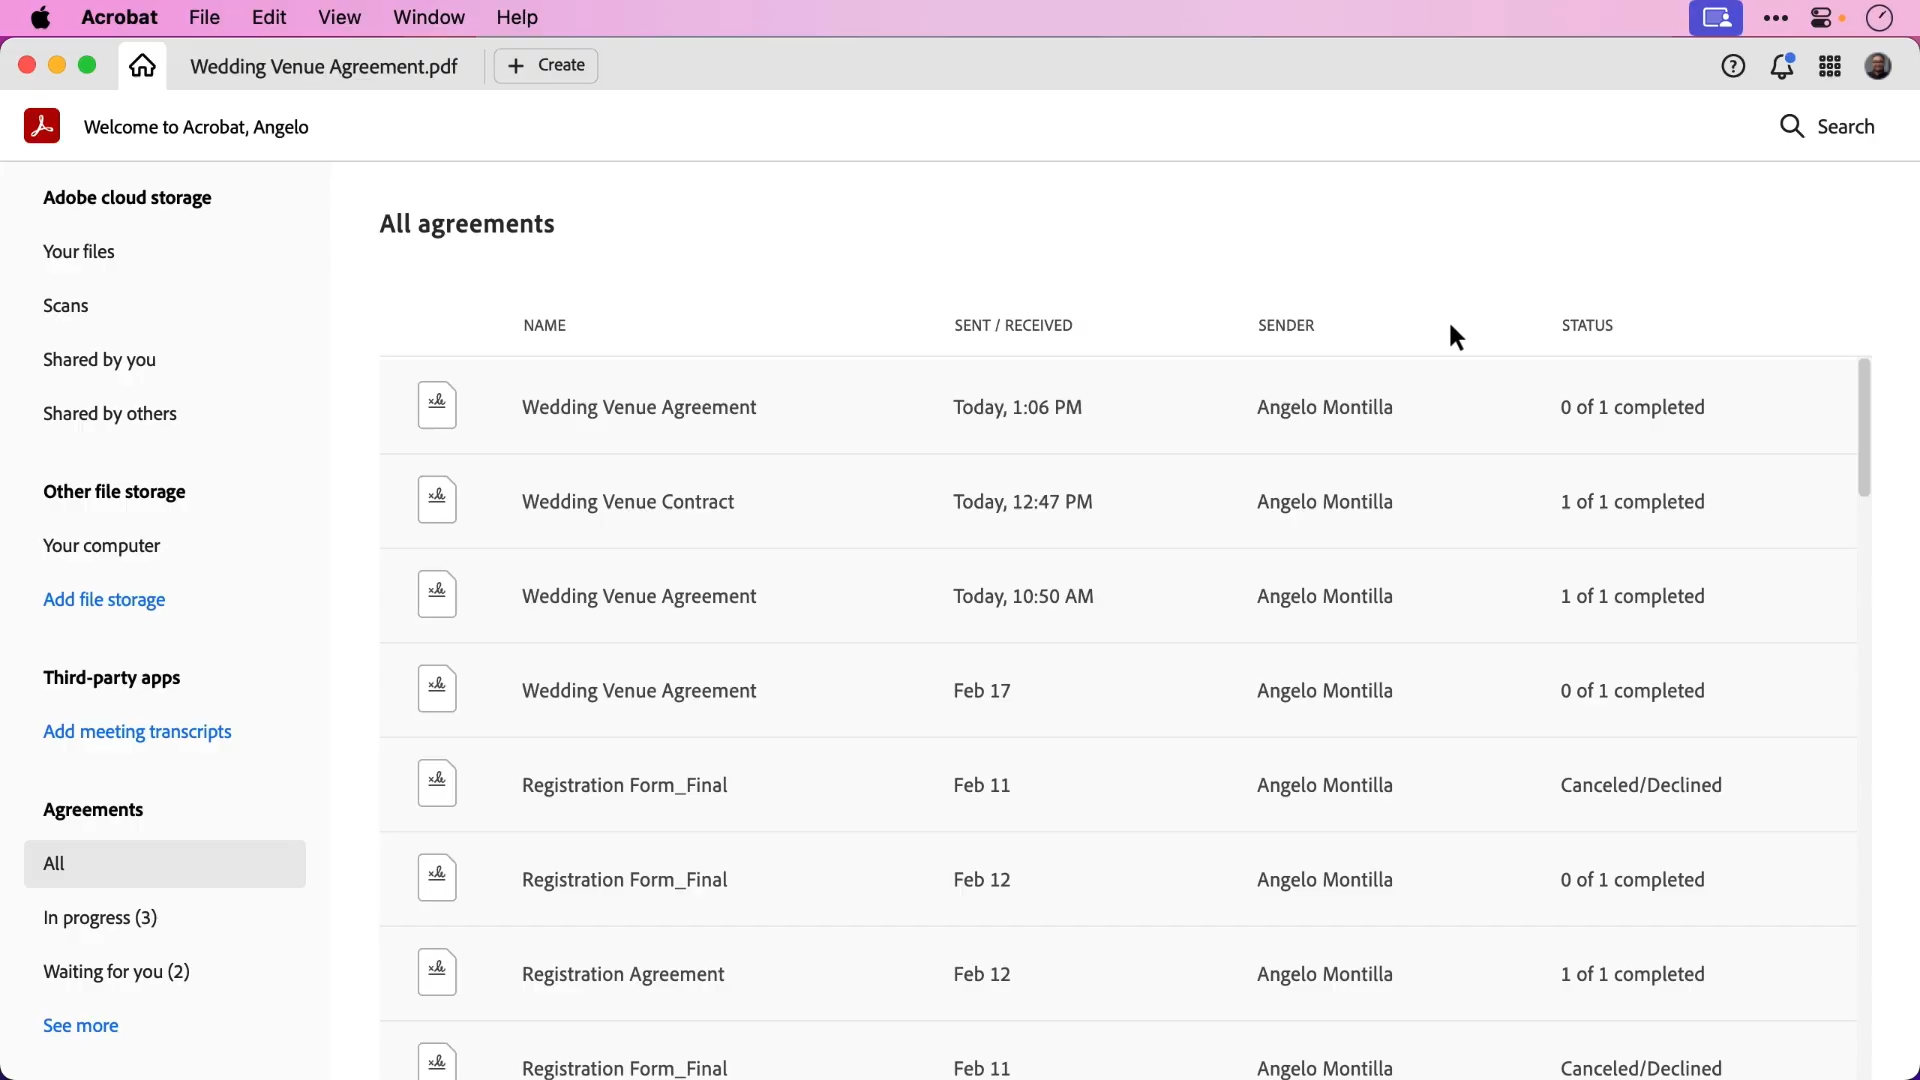 Acrobat File Edit View Window Help
Wedding Venue Agreement.pdf + Create
Welcome to Acrobat, Angelo
Search
Adobe cloud storage
Your files
Scans
Shared by you
Shared by others
Other file storage
Your computer
Add file storage
Third-party apps
Add meeting transcripts
Agreements
All
In progress (3)
Waiting for you (2)
See more
All agreements
NAME SENT / RECEIVED SENDER STATUS
Wedding Venue Agreement Today, 1:06 PM Angelo Montilla 0 of 1 completed
Wedding Venue Contract Today, 12:47 PM Angelo Montilla 1 of 1 completed
Wedding Venue Agreement Today, 10:50 AM Angelo Montilla 1 of 1 completed
Wedding Venue Agreement Feb 17 Angelo Montilla 0 of 1 completed
Registration Form_Final Feb 11 Angelo Montilla Canceled/Declined
Registration Form_Final Feb 12 Angelo Montilla 0 of 1 completed
Registration Agreement Feb 12 Angelo Montilla 1 of 1 completed
Registration Form_Final Feb 11 Angelo Montilla Canceled/Declined